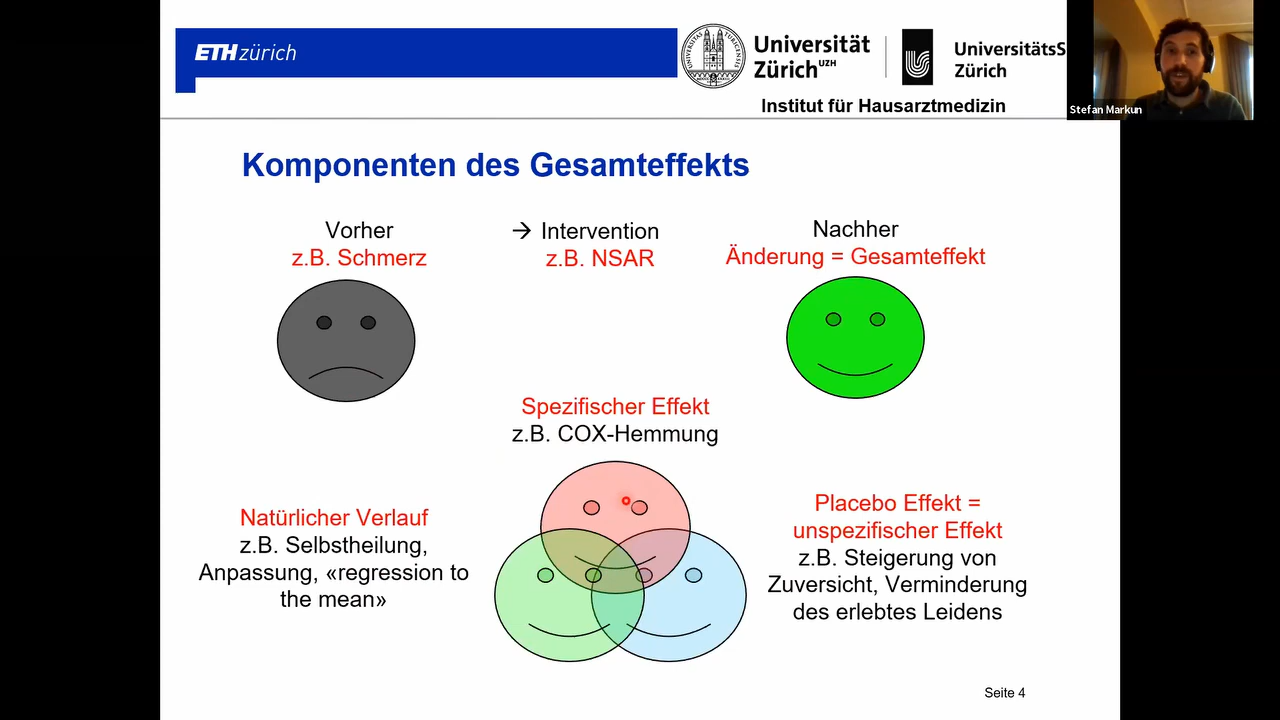 ETH zürich
Universität
Zürich UZH
UniversitätsS
Zürich
Institut für Hausarztmedizin
Stefan Markun
Komponenten des Gesamteffekts
Vorher
z.B. Schmerz
→ Intervention
z.B. NSAR
Nachher
Änderung = Gesamteffekt
Spezifischer Effekt
z.B. COX-Hemmung
Natürlicher Verlauf
z.B. Selbstheilung,
Anpassung, «regression to
the mean»
Placebo Effekt =
unspezifischer Effekt
z.B. Steigerung von
Zuversicht, Verminderung
des erlebtes Leidens
Seite 4